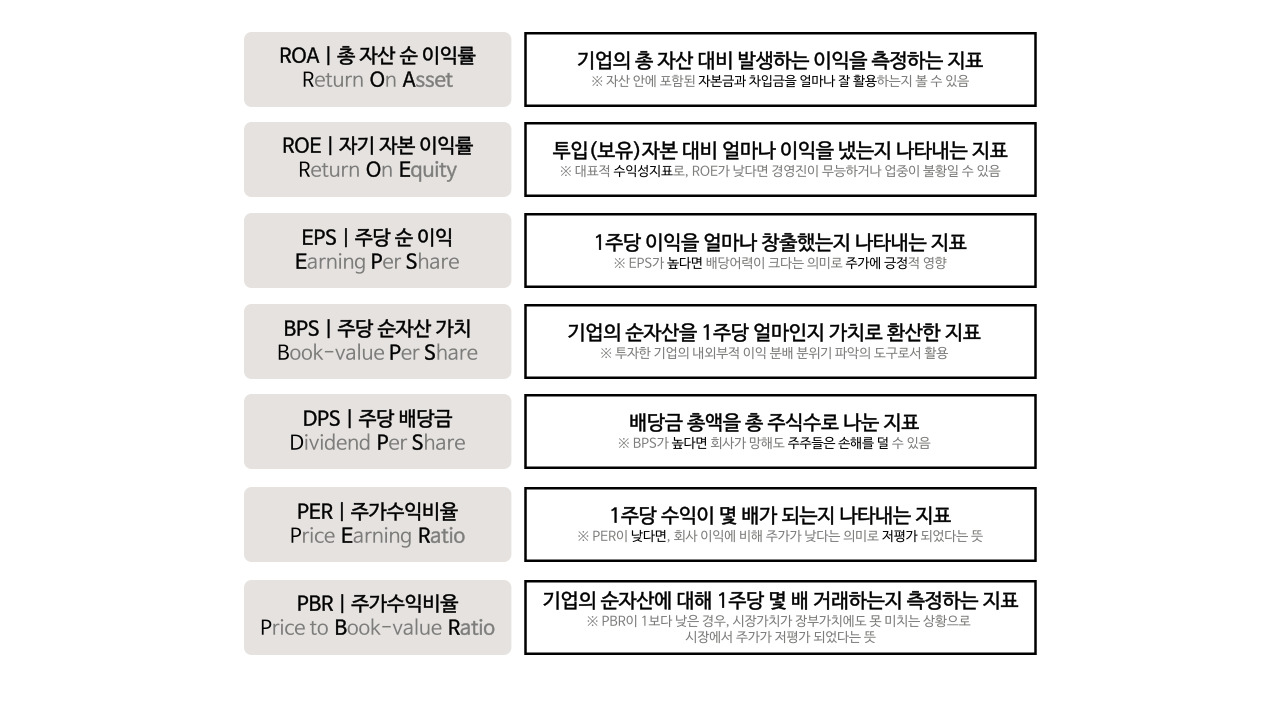 ROA | 총 자산 순 이익률
Return On Asset
기업의 총 자산 대비 발생하는 이익을 측정하는 지표
※ 자산 안에 포함된 자본금과 차입금을 얼마나 잘 활용하는지 볼 수 있음
ROE | 자기 자본 이익률
Return On Equity
투입(보유)자본 대비 얼마나 이익을 냈는지 나타내는 지표
※ 대표적 수익성지표로, ROE가 낮다면 경영진이 무능하거나 업중이 불황일 수 있음
EPS | 주당 순 이익
Earning Per Share
1주당 이익을 얼마나 창출했는지 나타내는 지표
※ EPS가 높다면 배당어력이 크다는 의미로 주가에 긍정적 영향
BPS | 주당 순자산 가치
Book-value Per Share
기업의 순자산을 1주당 얼마인지 가치로 환산한 지표
※ 투자한 기업의 내외부적 이익 분배 분위기 파악의 도구로서 활용
DPS | 주당 배당금
Dividend Per Share
배당금 총액을 총 주식수로 나눈 지표
※ BPS가 높다면 회사가 망해도 주주들은 손해를 덜 수 있음
PER | 주가수익비율
Price Earning Ratio
1주당 수익이 몇 배가 되는지 나타내는 지표
※ PER이 낮다면, 회사 이익에 비해 주가가 낮다는 의미로 저평가 되었다는 뜻
PBR | 주가수익비율
Price to Book-value Ratio
기업의 순자산에 대해 1주당 몇 배 거래하는지 측정하는 지표
※ PBR이 1보다 낮은 경우, 시장가치가 장부가치에도 못 미치는 상황으로
시장에서 주가가 저평가 되었다는 뜻